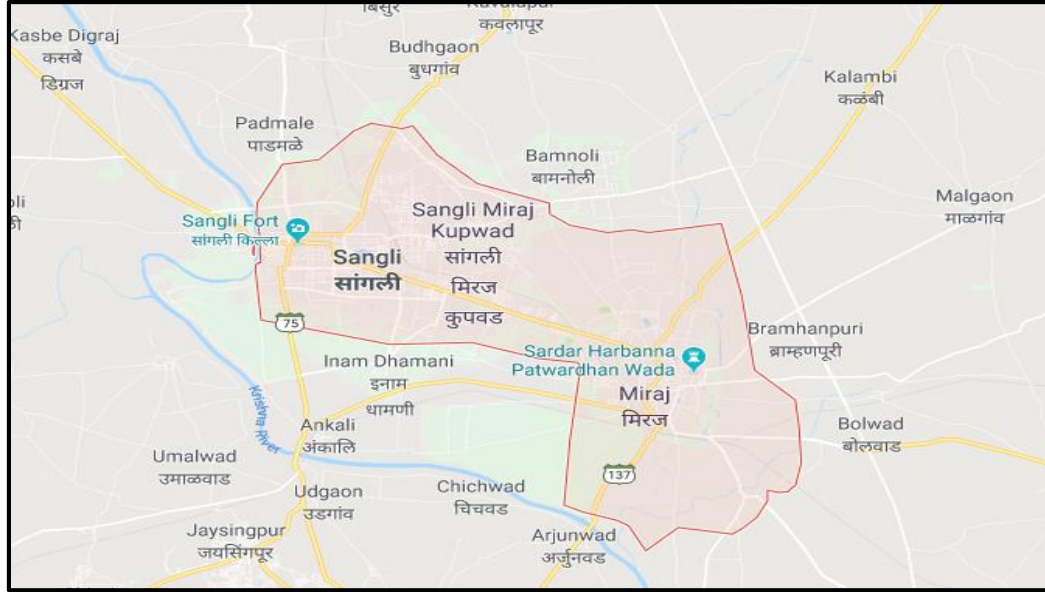 बिसुर
Kavalapur
कवलापूर
Kasbe Digraj
कसबे
डिग्रज
Budhgaon
बुधगांव
Kalambi
कळंबी
Padmale
पाडमळे
Bamnoli
बामनोली
Malgaon
माळगांव
Sangli Fort
सांगली किल्ला
Sangli Miraj
Kupwad
सांगली
मिरज
कुपवड
Sangli
सांगली
75
Bramhanpuri
ब्राम्हणपूरी
Sardar Harbanna
Patwardhan Wada
Inam Dhamani
इनाम
धामणी
Miraj
मिरज
Krishna River
Ankali
अंकालि
Bolwad
बोलवाड
Umalwad
उमाळवाड
137
Udgaon
उडगांव
Chichwad
चिचवड
Jaysingpur
जयसिंगपूर
Arjunwad
अर्जुनवड